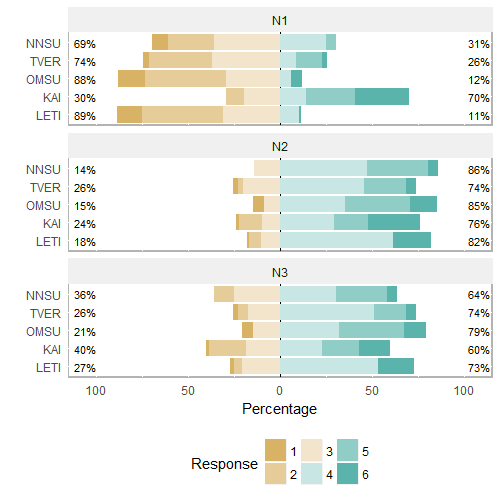 N1
NNSU 69% 31%
TVER 74% 26%
OMSU 88% 12%
KAI 30% 70%
LETI 89% 11%
N2
NNSU 14% 86%
TVER 26% 74%
OMSU 15% 85%
KAI 24% 76%
LETI 18% 82%
N3
NNSU 36% 64%
TVER 26% 74%
OMSU 21% 79%
KAI 40% 60%
LETI 27% 73%
100 50 0 50 100
Percentage
Response 1 3 5
2 4 6